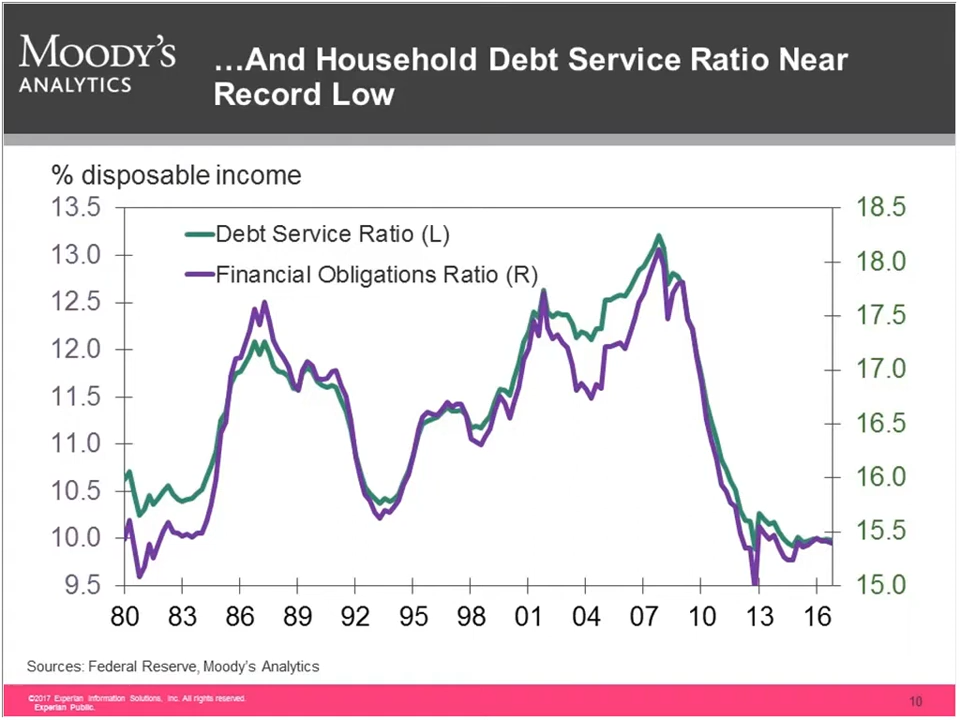 MOODY'S
ANALYTICS
…And Household Debt Service Ratio Near
Record Low
% disposable income
13.5
13.0
12.5
12.0
11.5
11.0
10.5
10.0
9.5
Debt Service Ratio (L)
Financial Obligations Ratio (R)
18.5
18.0
17.5
17.0
16.5
16.0
15.5
15.0
80 83 86 89 92 95 98 01 04 07 10 13 16
Sources: Federal Reserve, Moody's Analytics
©2017 Experian Information Solutions, Inc. All rights reserved.
Experian Public.
10